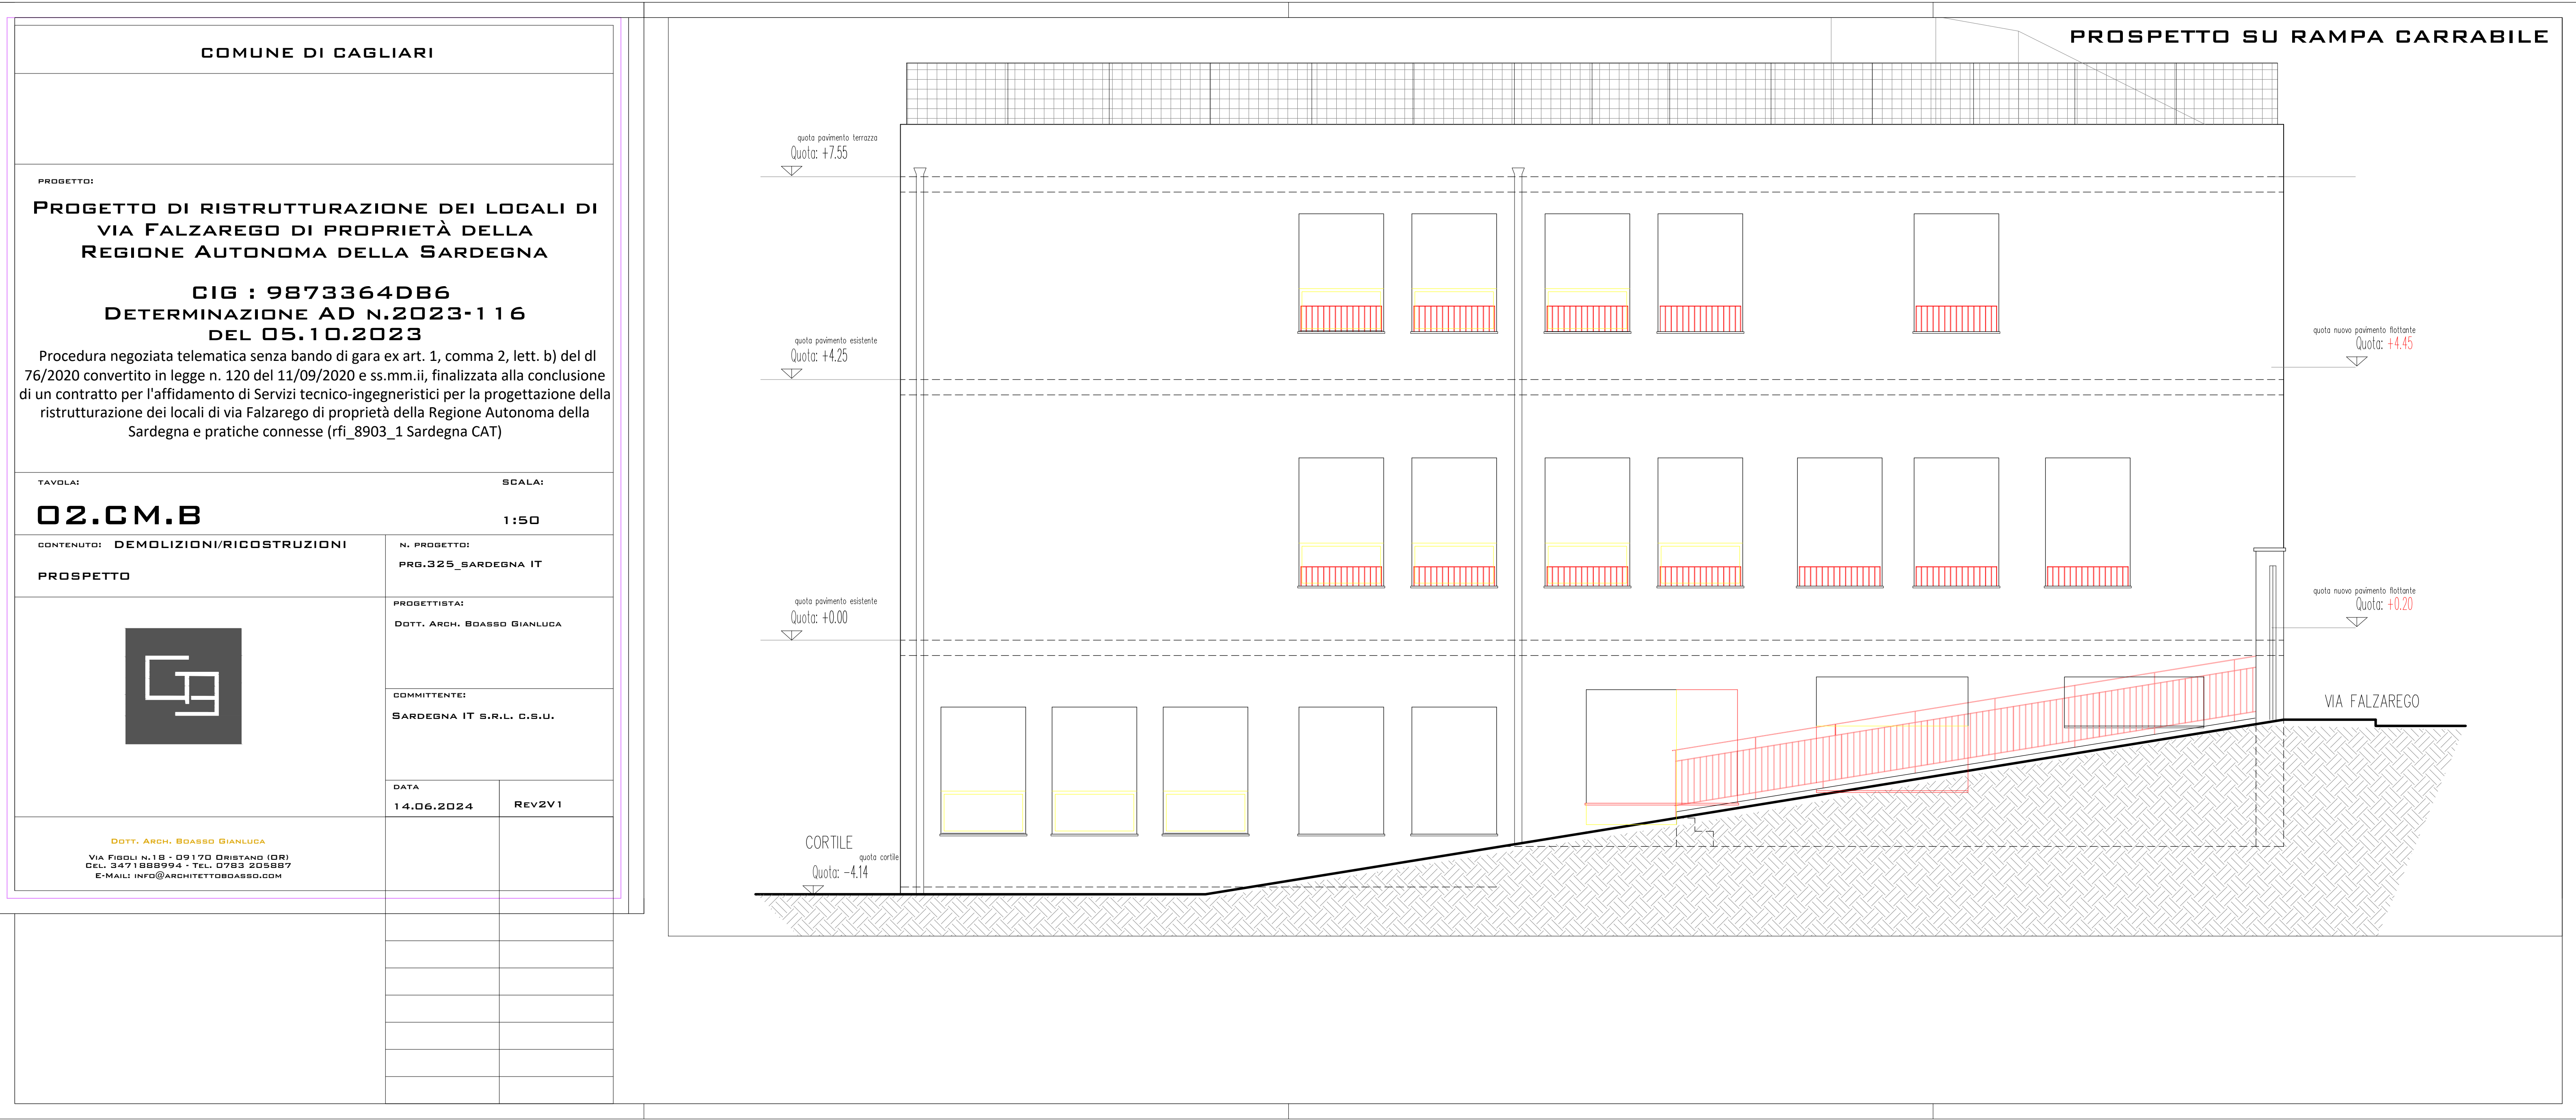 COMUNE DI CAGLIARI
PROGETTO:
PROGETTO DI RISTRUTTURAZIONE DEI LOCALI DI
VIA FALZAREGO DI PROPRIETÀ DELLA
REGIONE AUTONOMA DELLA SARDEGNA
CIG : 9873364DB6
DETERMINAZIONE AD N.2023-116
DEL 05.10.2023
Procedura negoziata telematica senza bando di gara ex art. 1, comma 2, lett. b) del dl
76/2020 convertito in legge n. 120 del 11/09/2020 e ss.mm.ii, finalizzata alla conclusione
di un contratto per l'affidamento di Servizi tecnico-ingegneristici per la progettazione della
ristrutturazione dei locali di via Falzarego di proprietà della Regione Autonoma della
Sardegna e pratiche connesse (rfi_8903_1 Sardegna CAT)
TAVOLA:
SCALA:
02.CM.B
1:50
CONTENUTO: DEMOLIZIONI/RICOSTRUZIONI
PROSPETTO
N. PROGETTO:
PRG.325_SARDEGNA IT
PROGETTISTA:
DOTT. ARCH. BOASSO GIANLUCA
COMMITTENTE:
SARDEGNA IT S.R.L. C.S.U.
DATA
14.06.2024
REV2V1
DOTT. ARCH. BOASSO GIANLUCA
VIA FIGOLI N.18 - 09170 ORISTANO (OR)
CEL. 3471888994 - TEL. 0783 205887
E-MAIL: INFO@ARCHITETTOBOASSO.COM
PROSPETTO SU RAMPA CARRABILE
quota pavimento terrazza
Quota: +7.55
quota pavimento esistente
Quota: +4.25
quota pavimento esistente
Quota: +0.00
CORTILE
quota cortile
Quota: -4.14
quota nuovo pavimento flottante
Quota: +4.45
quota nuovo pavimento flottante
Quota: +0.20
VIA FALZAREGO